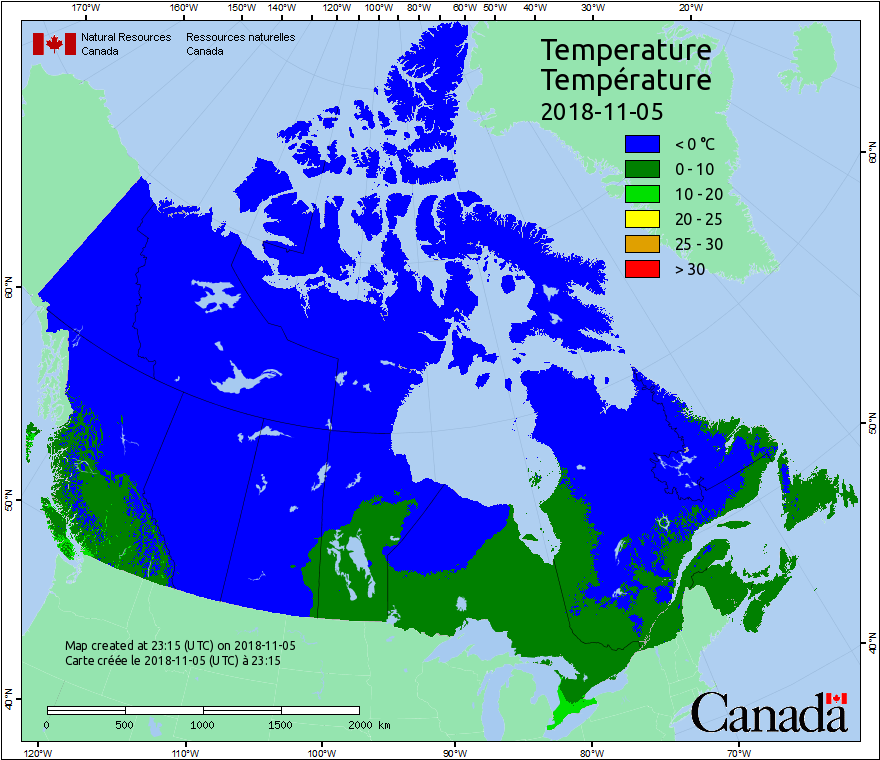 170°W 160°W 150°W 140°W 130°W 120°W 110°W 100°W 90°W 80°W 70°W 60°W 50°W 40°W 30°W 20°W
Natural Resources Canada
Ressources naturelles Canada
Temperature
Température
2018-11-05
< 0 °C
0 - 10
10 - 20
20 - 25
25 - 30
> 30
60°N
60°N
50°N
50°N
40°N
40°N
Map created at 23:15 (UTC) on 2018-11-05
Carte créée le 2018-11-05 (UTC) à 23:15
0 500 1000 1500 2000 km
Canada
120°W 110°W 100°W 90°W 80°W 70°W